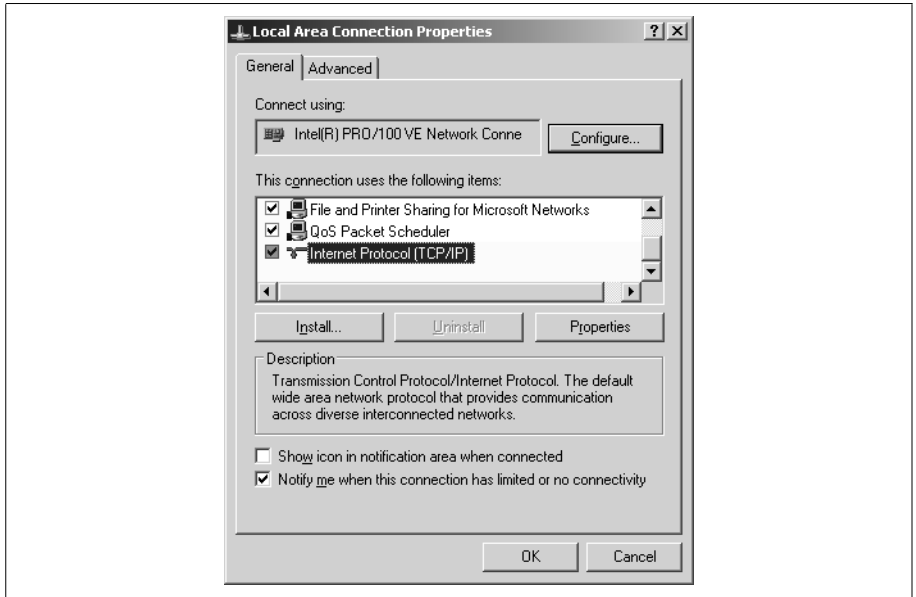 Local Area Connection Properties
General
Advanced
Connect using:
Intel(R) PRO/100 VE Network Conne
Configure...
This connection uses the following items:
File and Printer Sharing for Microsoft Networks
QoS Packet Scheduler
Internet Protocol (TCP/IP)
Install...
Uninstall
Properties
Description
Transmission Control Protocol/Internet Protocol. The default
wide area network protocol that provides communication
across diverse interconnected networks.
Show icon in notification area when connected
Notify me when this connection has limited or no connectivity
OK
Cancel